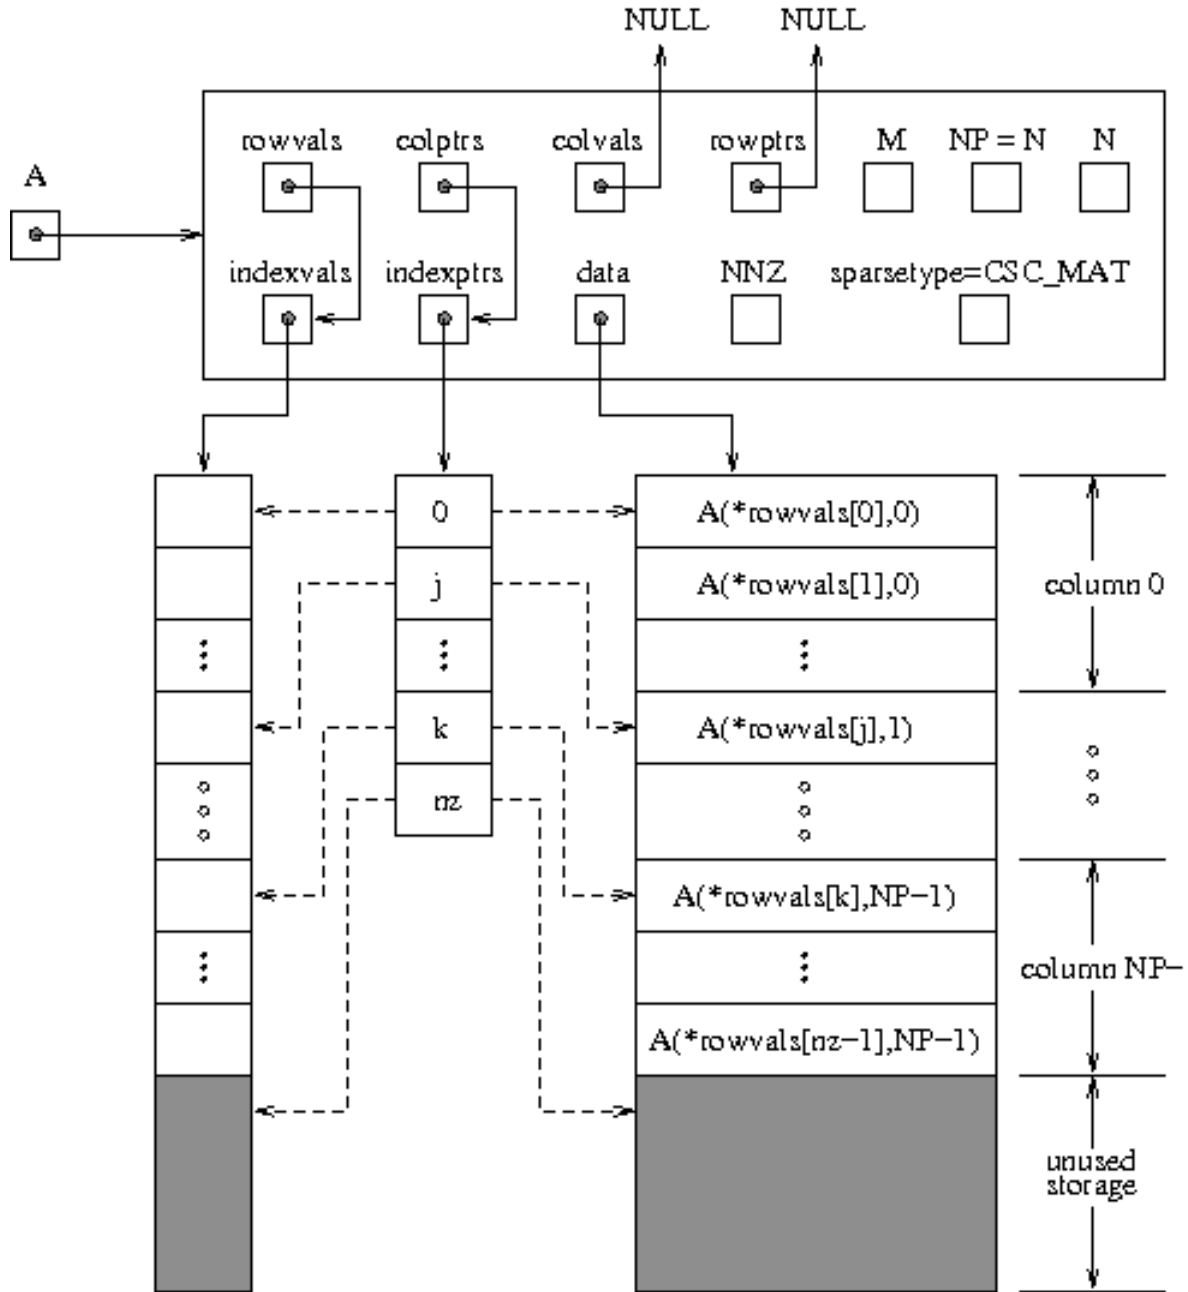 NULL NULL
rowvals colptrs colvals rowptrs M NP = N N
A
indexvals indexptrs data NNZ sparsetype=CSC_MAT
0 A(*rowvals[0],0)
j A(*rowvals[1],0) column 0
k A(*rowvals[j],1)
nz
A(*rowvals[k],NP−1)
column NP−
A(*rowvals[nz−1],NP−1)
unused
storage